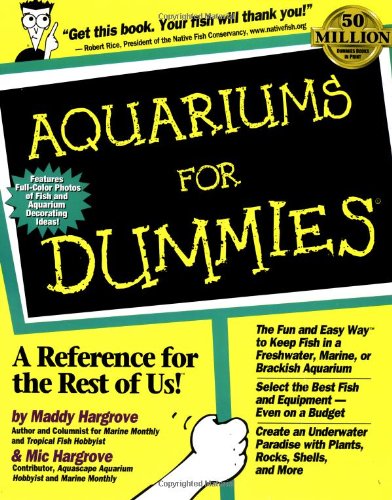 "Get this book. Your fish will thank you!"
— Robert Rice, President of the Native Fish Conservancy, www.nativefish.org
50
MILLION
DUMMIES BOOKS
IN PRINT
AQUARIUMS
FOR
DUMMIES®
Features
Full-Color Photos
of Fish and
Aquarium
Decorating
Ideas!
A Reference for
the Rest of Us!
by Maddy Hargrove
Author and Columnist for Marine Monthly
and Tropical Fish Hobbyist
& Mic Hargrove
Contributor, Aquascape Aquarium
Hobbyist and Marine Monthly
The Fun and Easy Way™
to Keep Fish in a
Freshwater, Marine, or
Brackish Aquarium
Select the Best Fish
and Equipment —
Even on a Budget
Create an Underwater
Paradise with Plants,
Rocks, Shells,
and More
Copyrighted Material
Copyrighted Material